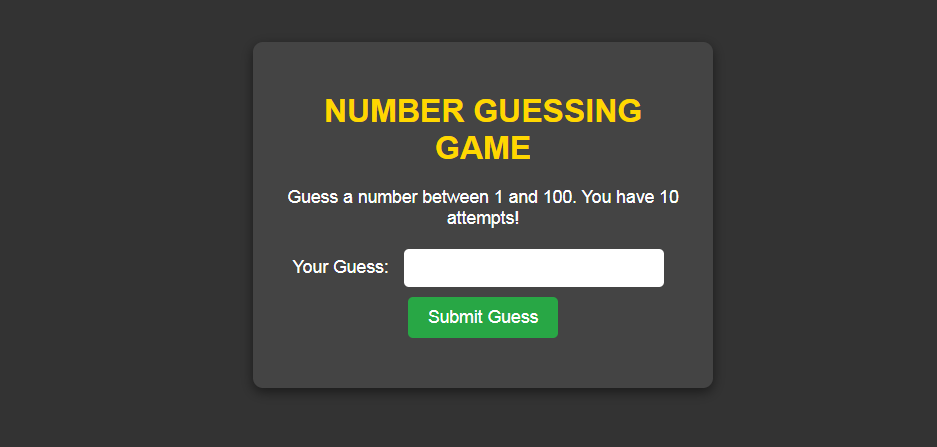 NUMBER GUESSING
GAME
Guess a number between 1 and 100. You have 10
attempts!
Your Guess:
Submit Guess